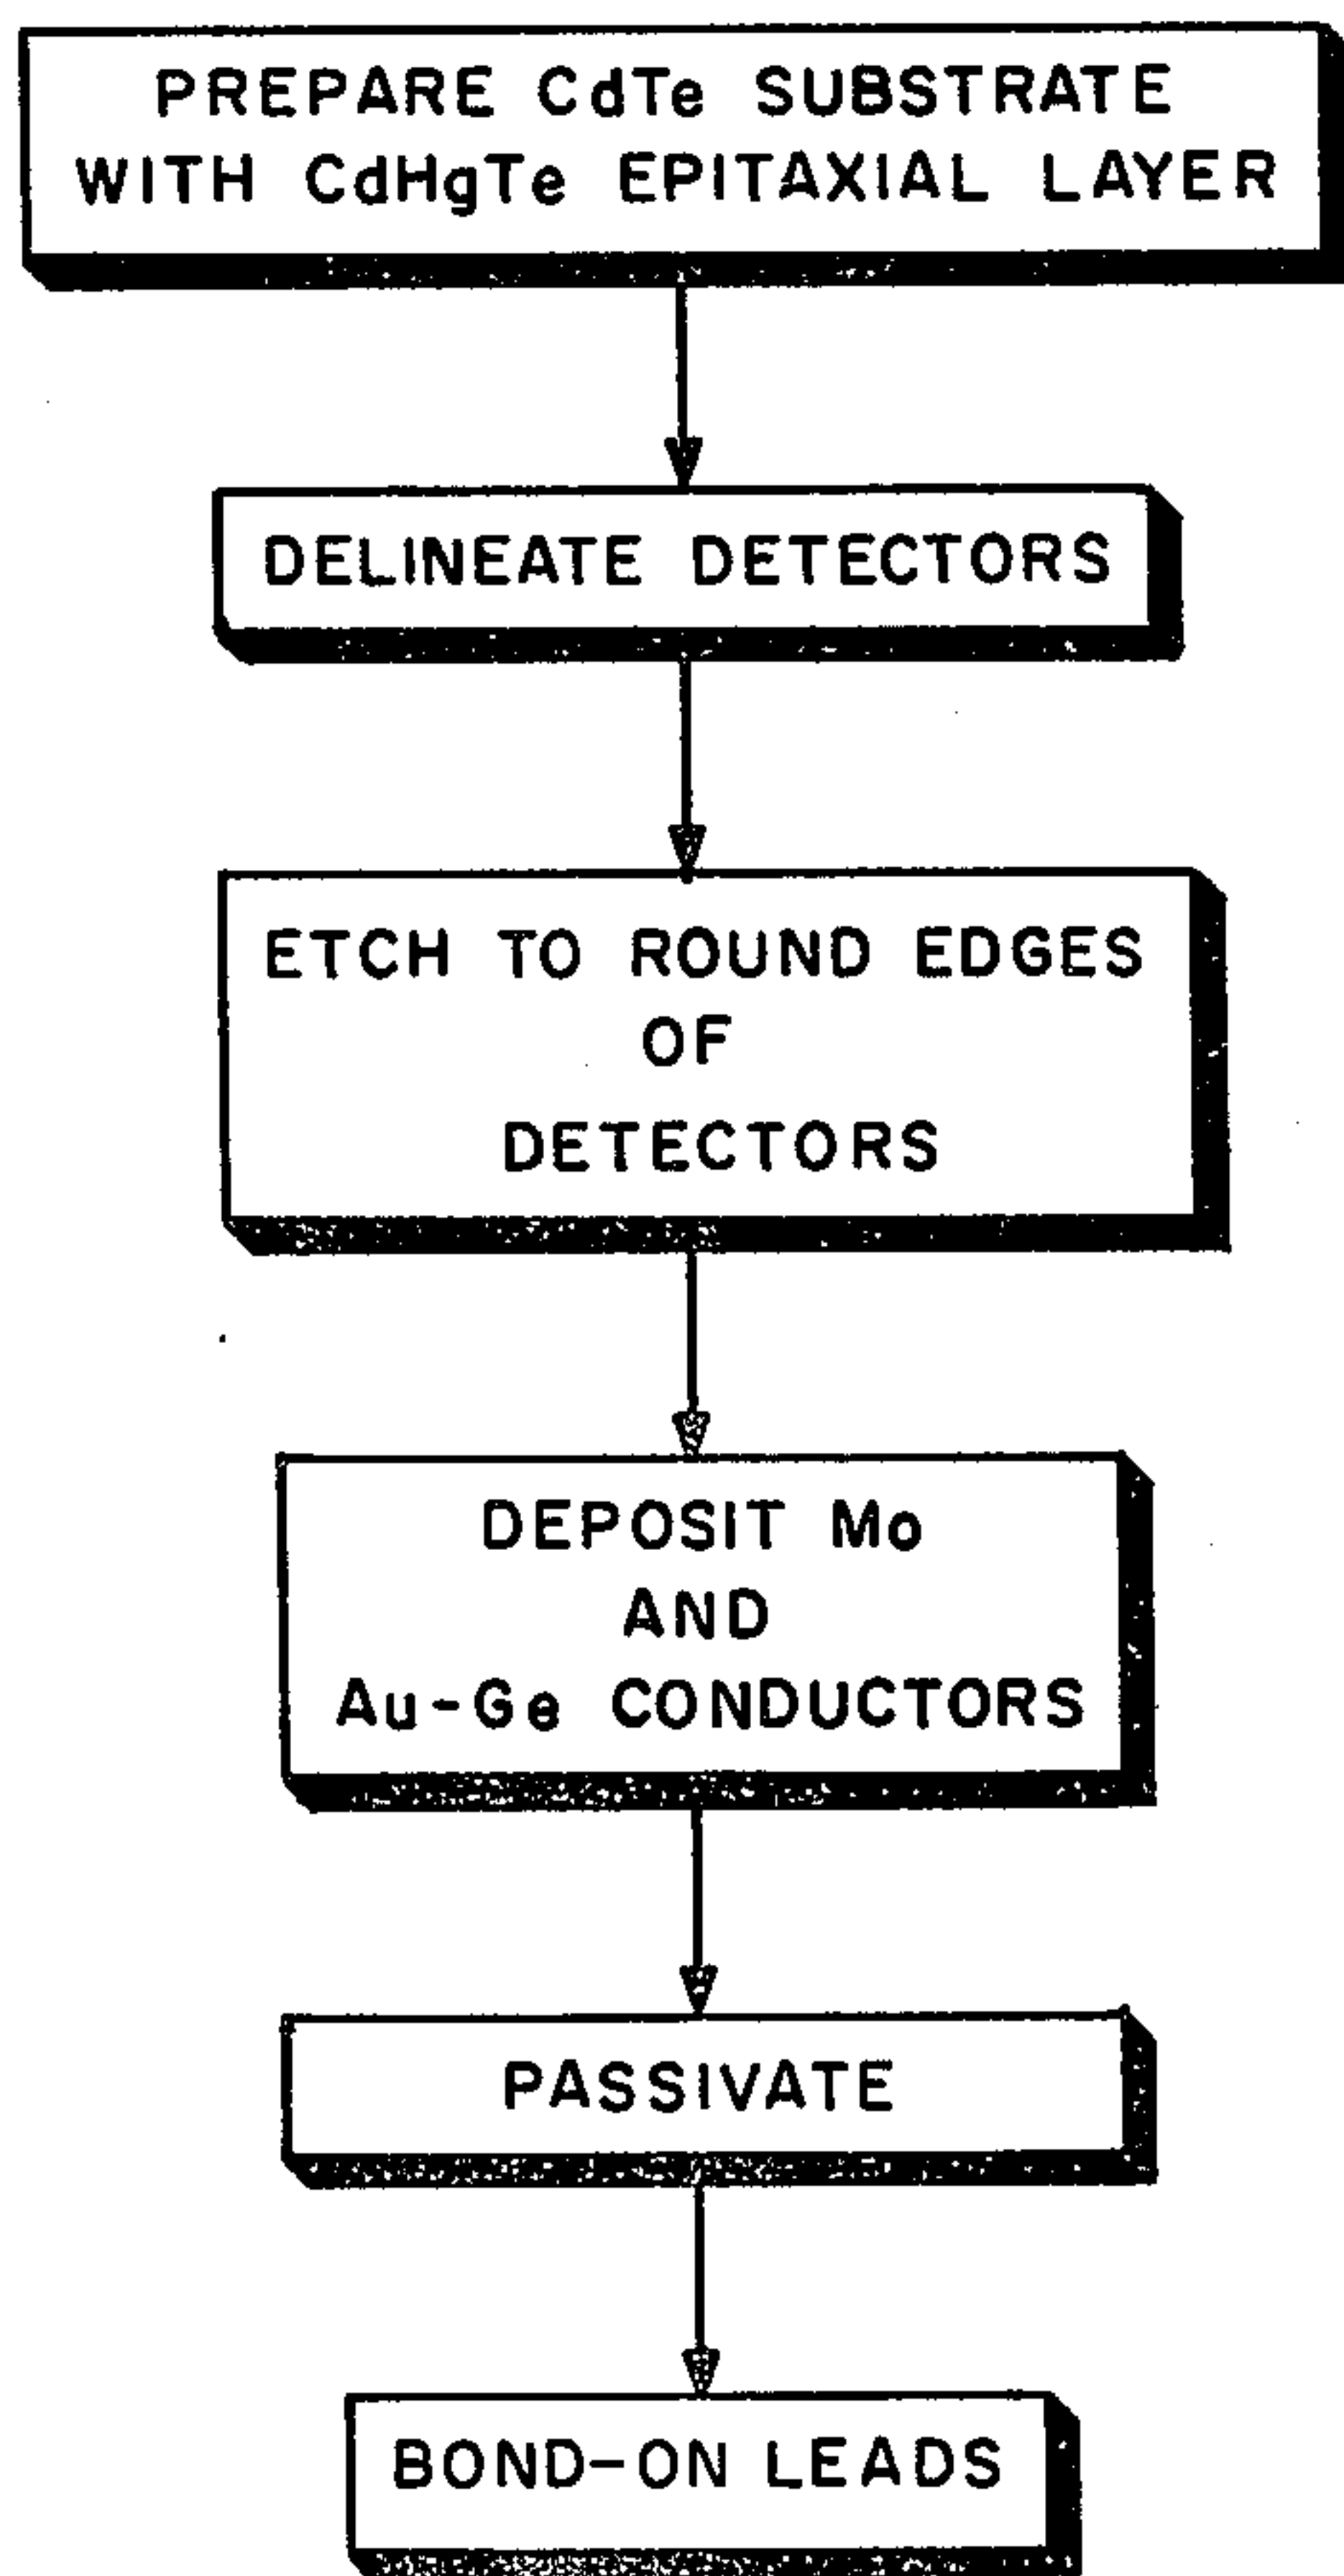 PREPARE CdTe SUBSTRATE
WITH CdHgTe EPITAXIAL LAYER
DELINEATE DETECTORS
ETCH TO ROUND EDGES
OF
DETECTORS
DEPOSIT Mo
AND
Au-Ge CONDUCTORS
PASSIVATE
BOND-ON LEADS